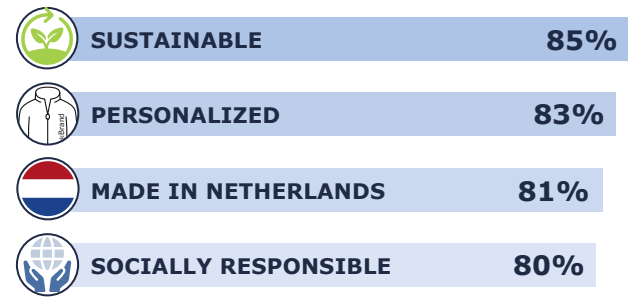 SUSTAINABLE 85%
PERSONALIZED 83%
MADE IN NETHERLANDS 81%
SOCIALLY RESPONSIBLE 80%